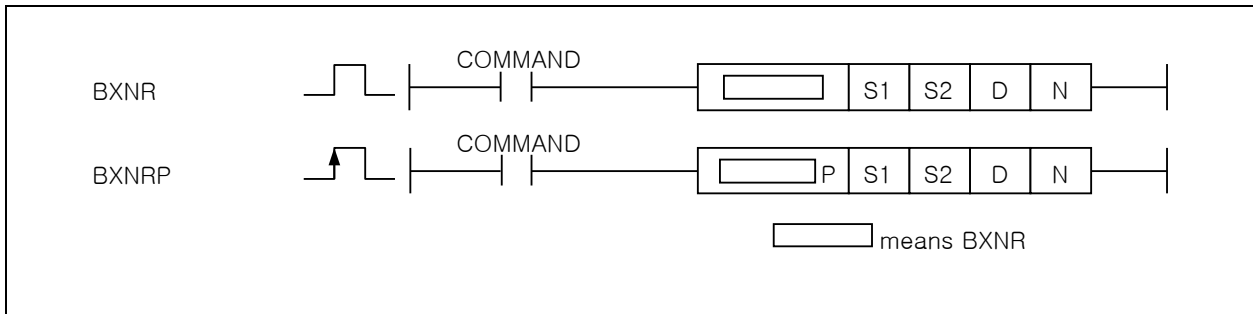 COMMAND
BXNR S1 S2 D N
COMMAND
BXNRP P S1 S2 D N
means BXNR